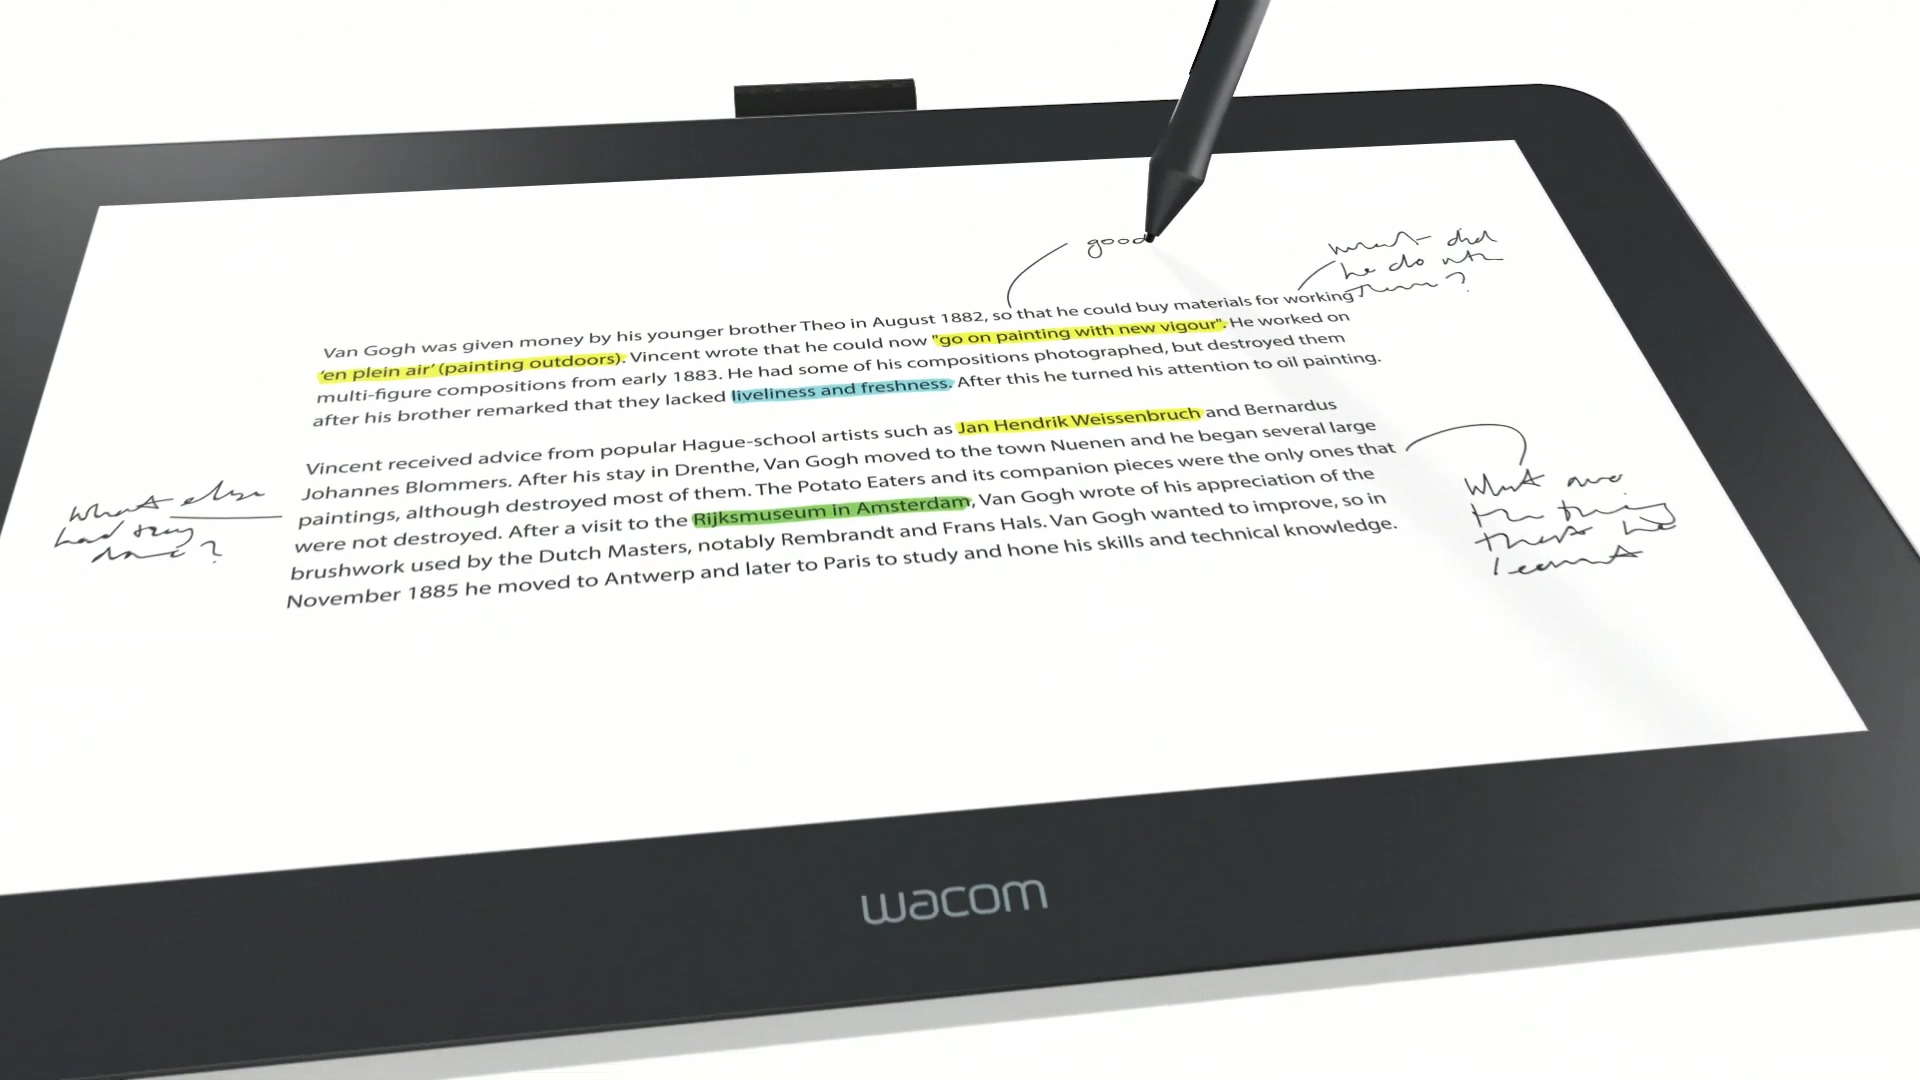 good
what did
he do with
them?
Van Gogh was given money by his younger brother Theo in August 1882, so that he could buy materials for working
'en plein air' (painting outdoors). Vincent wrote that he could now "go on painting with new vigour". He worked on
multi-figure compositions from early 1883. He had some of his compositions photographed, but destroyed them
after his brother remarked that they lacked liveliness and freshness. After this he turned his attention to oil painting.
Vincent received advice from popular Hague-school artists such as Jan Hendrik Weissenbruch and Bernardus
Johannes Blommers. After his stay in Drenthe, Van Gogh moved to the town Nuenen and he began several large
paintings, although destroyed most of them. The Potato Eaters and its companion pieces were the only ones that
were not destroyed. After a visit to the Rijksmuseum in Amsterdam, Van Gogh wrote of his appreciation of the
brushwork used by the Dutch Masters, notably Rembrandt and Frans Hals. Van Gogh wanted to improve, so in
November 1885 he moved to Antwerp and later to Paris to study and hone his skills and technical knowledge.
What else
had they
done?
What are
the things
that he
learnt
wacom